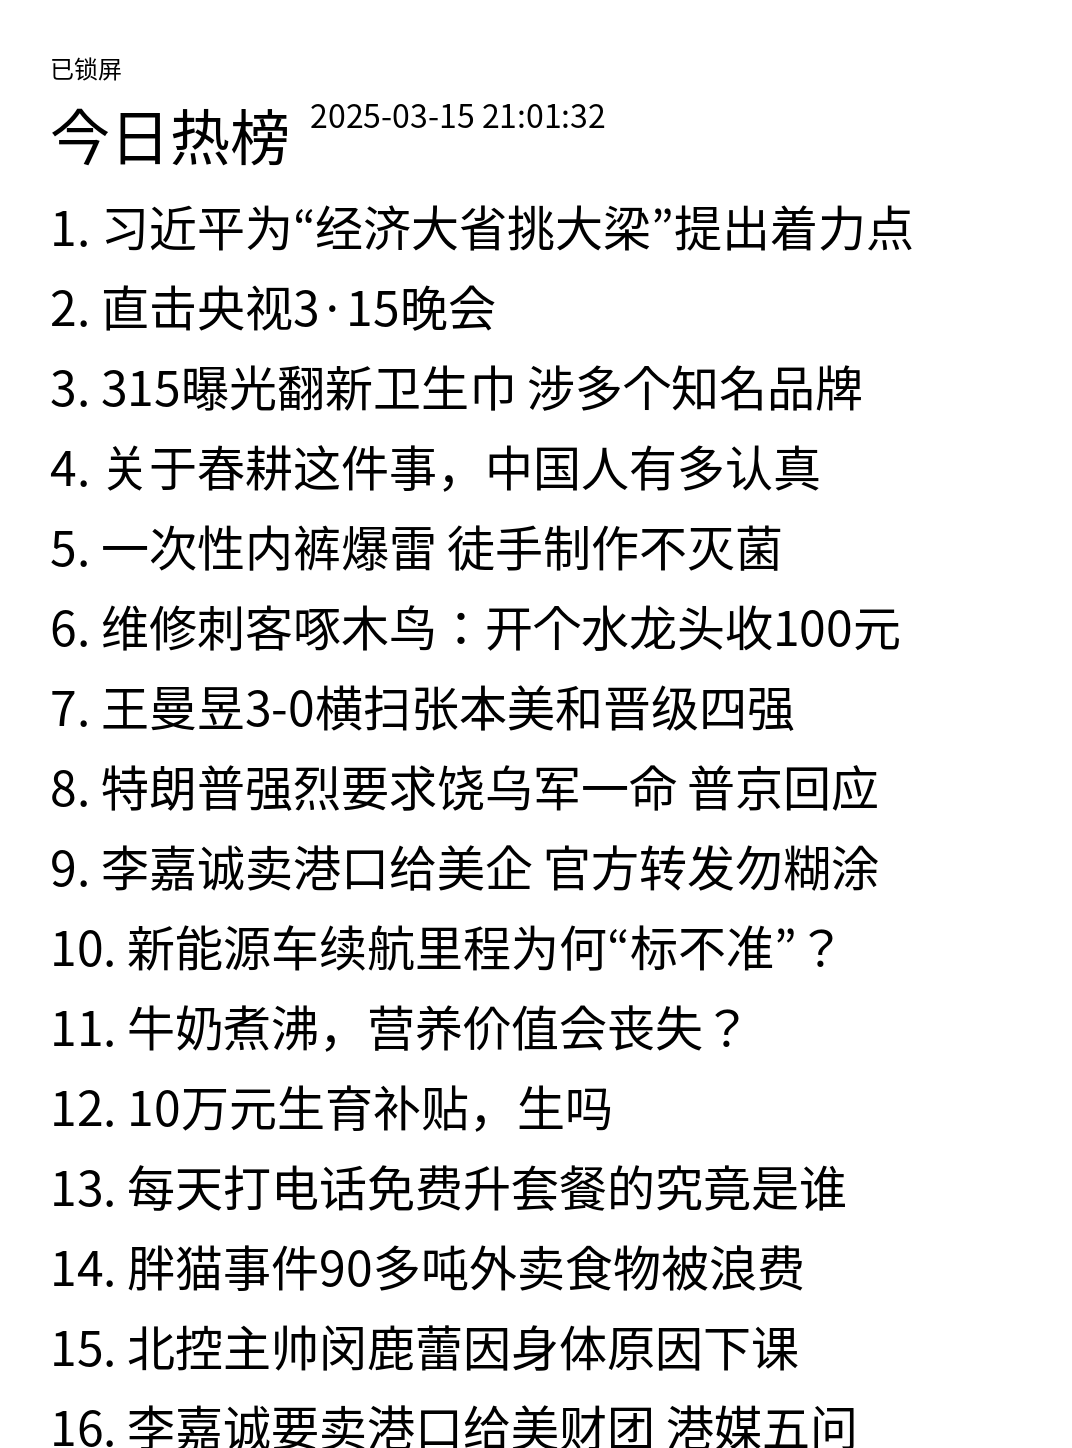 已锁屏
今日热榜 2025-03-15 21:01:32
1. 习近平为“经济大省挑大梁”提出着力点
2. 直击央视3·15晚会
3. 315曝光翻新卫生巾 涉多个知名品牌
4. 关于春耕这件事，中国人有多认真
5. 一次性内裤爆雷 徒手制作不灭菌
6. 维修刺客啄木鸟：开个水龙头收100元
7. 王曼昱3-0横扫张本美和晋级四强
8. 特朗普强烈要求饶乌军一命 普京回应
9. 李嘉诚卖港口给美企 官方转发勿糊涂
10. 新能源车续航里程为何“标不准”？
11. 牛奶煮沸，营养价值会丧失？
12. 10万元生育补贴，生吗
13. 每天打电话免费升套餐的究竟是谁
14. 胖猫事件90多吨外卖食物被浪费
15. 北控主帅闵鹿蕾因身体原因下课
16. 李嘉诚要卖港口给美财团 港媒五问